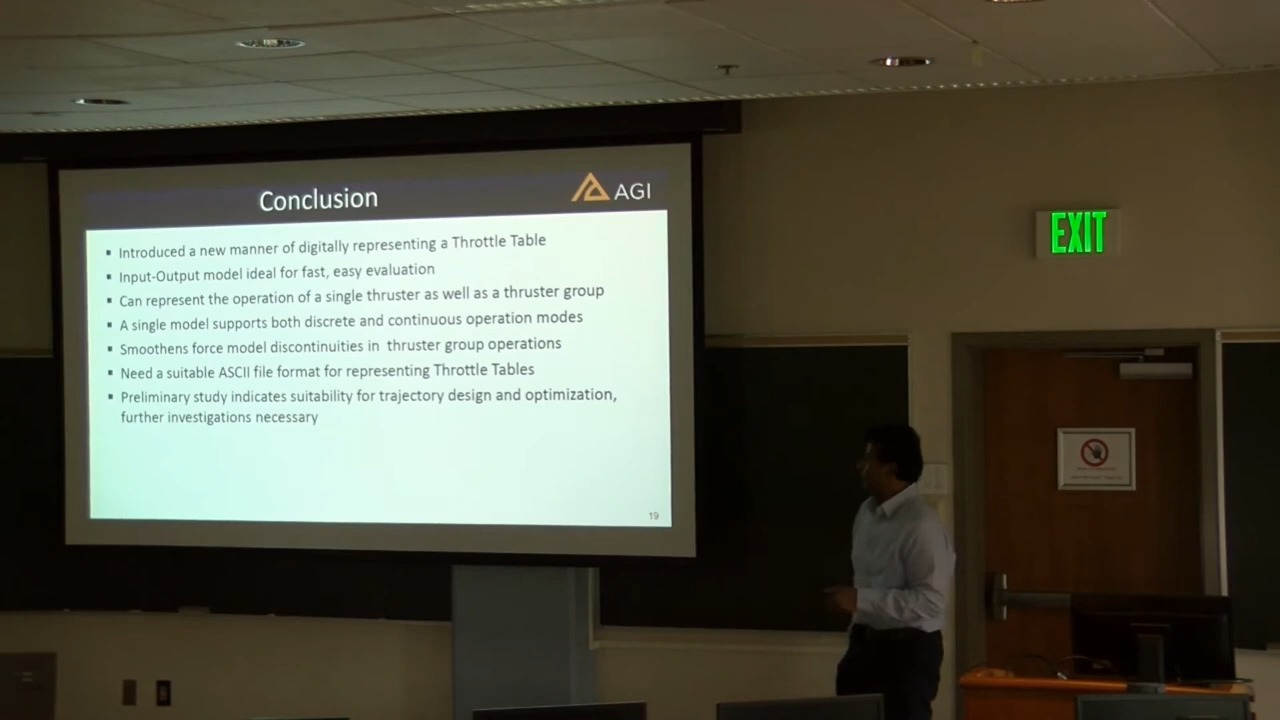 Conclusion
AGI
▪ Introduced a new manner of digitally representing a Throttle Table
▪ Input-Output model ideal for fast, easy evaluation
▪ Can represent the operation of a single thruster as well as a thruster group
▪ A single model supports both discrete and continuous operation modes
▪ Smoothens force model discontinuities in thruster group operations
▪ Need a suitable ASCII file format for representing Throttle Tables
▪ Preliminary study indicates suitability for trajectory design and optimization,
further investigations necessary
19
EXIT